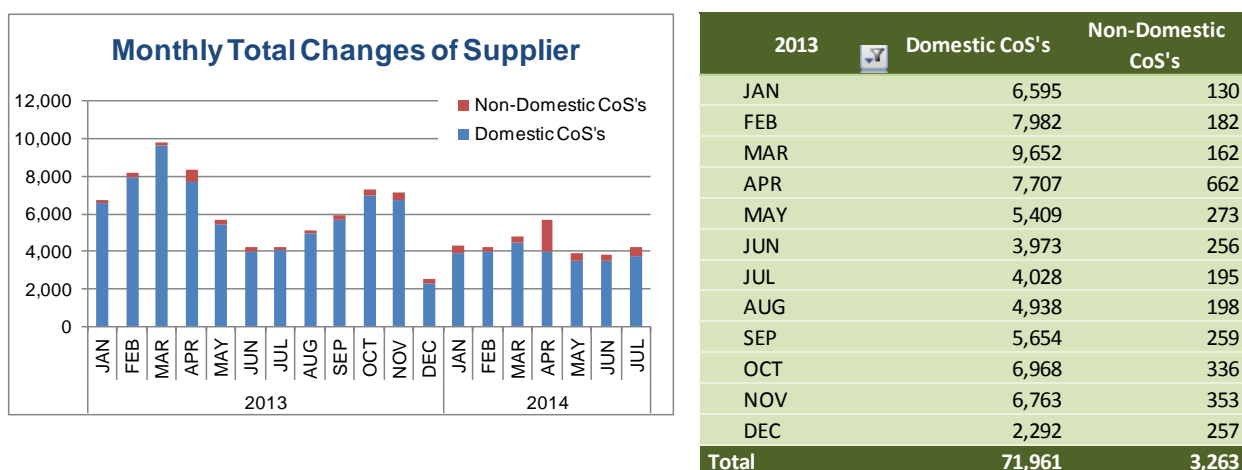 Monthly Total Changes of Supplier
12,000
10,000
8,000
6,000
4,000
2,000
0
Non-Domestic CoS's
Domestic CoS's
JAN FEB MAR APR MAY JUN JUL AUG SEP OCT NOV DEC JAN FEB MAR APR MAY JUN JUL
2013 2014
2013 Domestic CoS's Non-Domestic CoS's
JAN 6,595 130
FEB 7,982 182
MAR 9,652 162
APR 7,707 662
MAY 5,409 273
JUN 3,973 256
JUL 4,028 195
AUG 4,938 198
SEP 5,654 259
OCT 6,968 336
NOV 6,763 353
DEC 2,292 257
Total 71,961 3,263